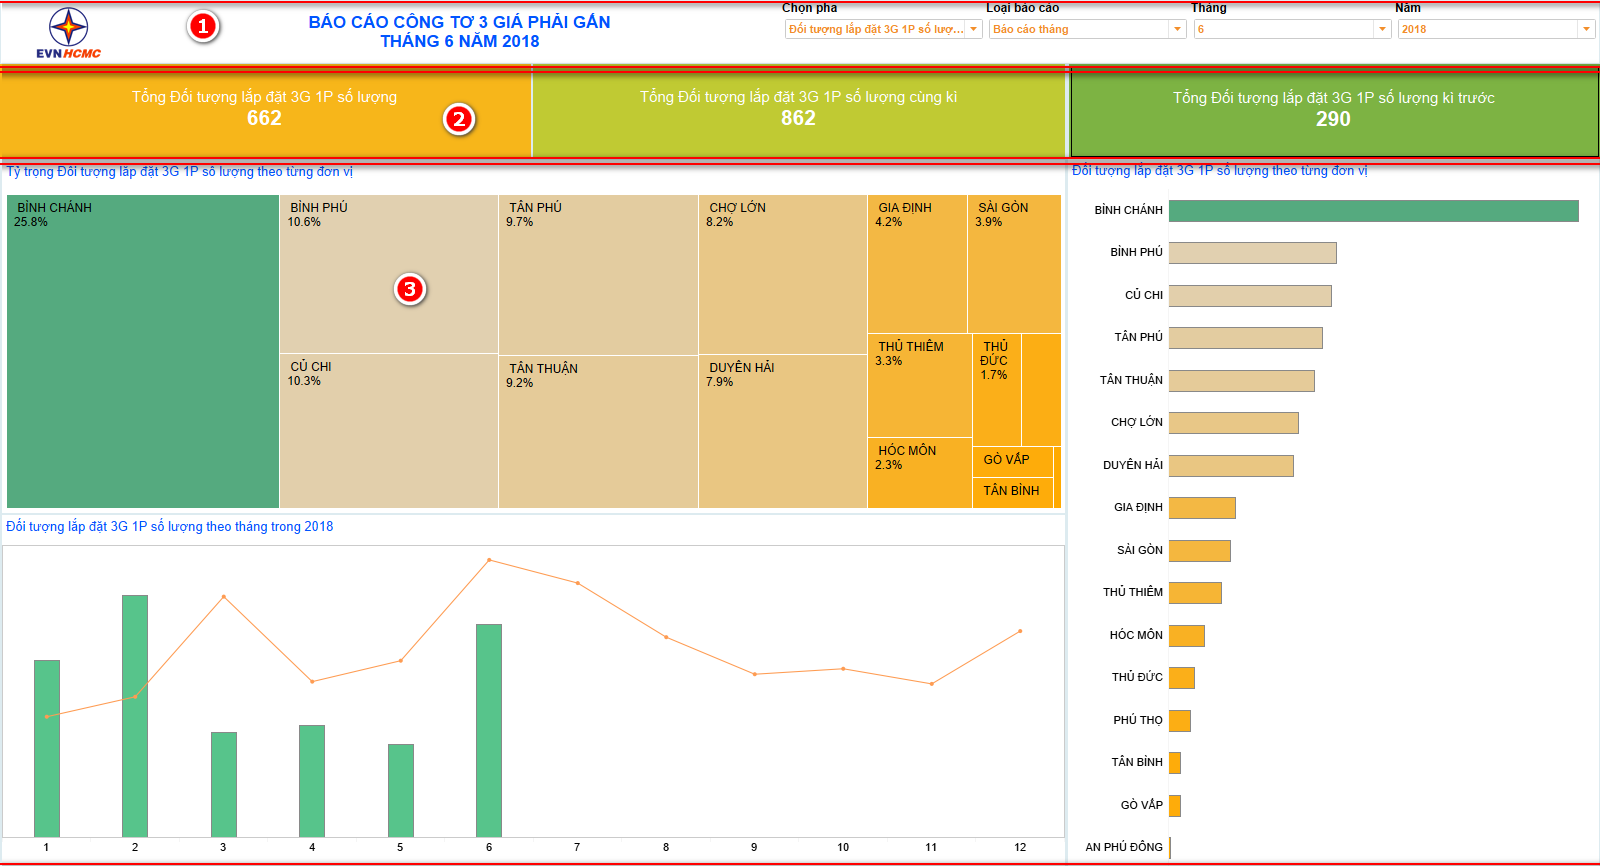 EVNHCMC
1
BÁO CÁO CÔNG TƠ 3 GIÁ PHẢI GẮN
THÁNG 6 NĂM 2018
Chọn pha
Loại báo cáo
Tháng
Năm
Đối tượng lắp đặt 3G 1P số lượ...
Báo cáo tháng
6
2018
Tổng Đối tượng lắp đặt 3G 1P số lượng
662
2
Tổng Đối tượng lắp đặt 3G 1P số lượng cùng kì
862
Tổng Đối tượng lắp đặt 3G 1P số lượng kì trước
290
Tỷ trọng Đối tượng lắp đặt 3G 1P số lượng theo từng đơn vị
BÌNH CHÁNH
25.8%
BÌNH PHÚ
10.6%
TÂN PHÚ
9.7%
CHỢ LỚN
8.2%
GIA ĐỊNH
4.2%
SÀI GÒN
3.9%
3
CỦ CHI
10.3%
TÂN THUẬN
9.2%
DUYÊN HẢI
7.9%
THỦ THIÊM
3.3%
THỦ
ĐỨC
1.7%
HÓC MÔN
2.3%
GÒ VẤP
TÂN BÌNH
Đối tượng lắp đặt 3G 1P số lượng theo từng đơn vị
BÌNH CHÁNH
BÌNH PHÚ
CỦ CHI
TÂN PHÚ
TÂN THUẬN
CHỢ LỚN
DUYÊN HẢI
GIA ĐỊNH
SÀI GÒN
THỦ THIÊM
HÓC MÔN
THỦ ĐỨC
PHÚ THỌ
TÂN BÌNH
GÒ VẤP
AN PHÚ ĐÔNG
Đối tượng lắp đặt 3G 1P số lượng theo tháng trong 2018
1 2 3 4 5 6 7 8 9 10 11 12